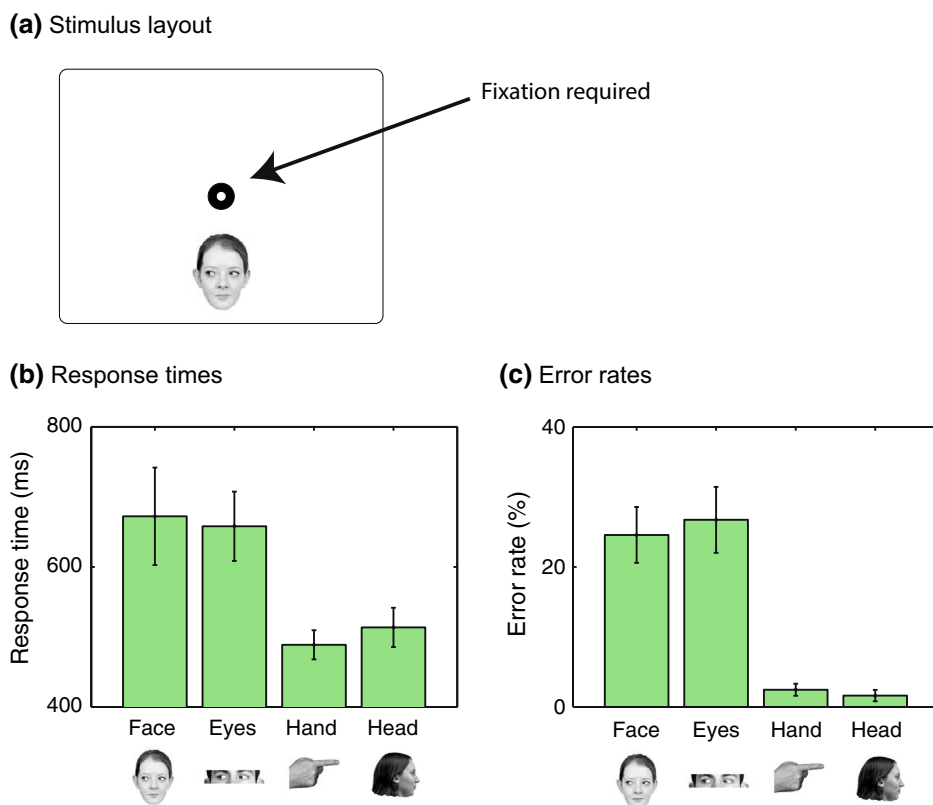 (a) Stimulus layout
Fixation required
(b) Response times
800
600
400
Response time (ms)
Face Eyes Hand Head
(c) Error rates
40
20
0
Error rate (%)
Face Eyes Hand Head